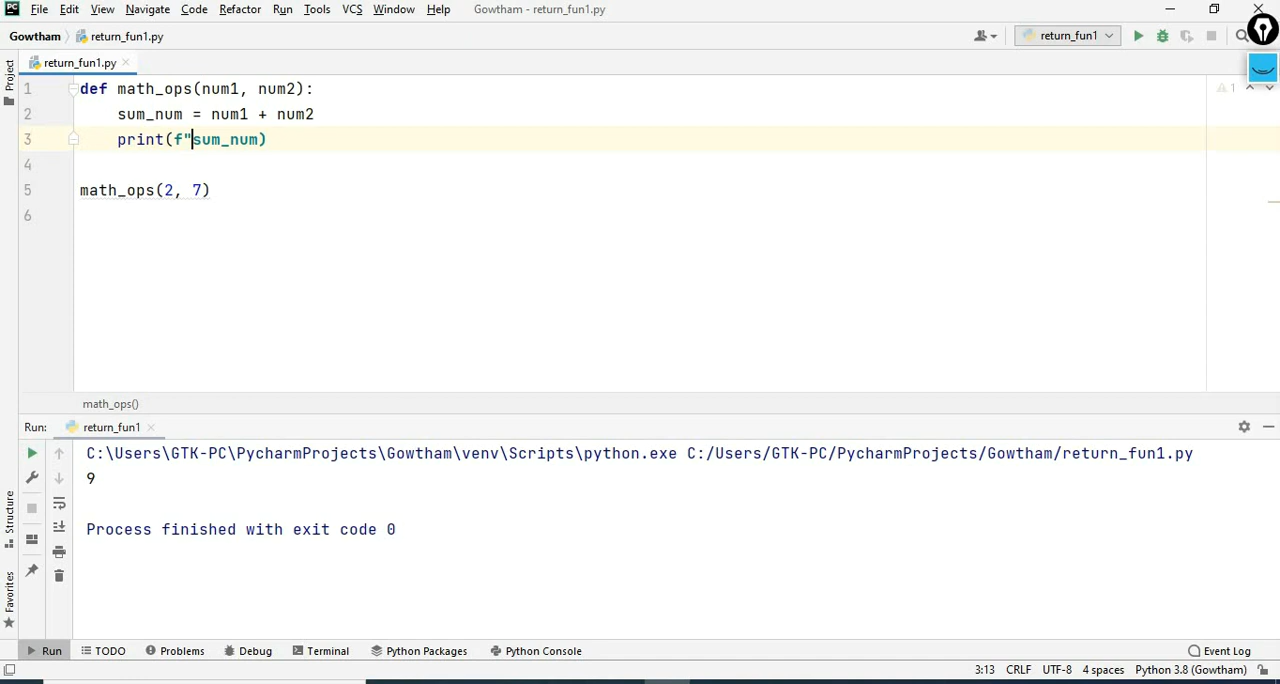 PC File Edit View Navigate Code Refactor Run Tools VCS Window Help Gowtham - return_fun1.py
Gowtham return_fun1.py return_fun1
Project
return_fun1.py
1 def math_ops(num1, num2): 1
2 sum_num = num1 + num2
3 print(f"sum_num)
4
5 math_ops(2, 7)
6
math_ops()
Run: return_fun1
C:\Users\GTK-PC\PycharmProjects\Gowtham\venv\Scripts\python.exe C:/Users/GTK-PC/PycharmProjects/Gowtham/return_fun1.py
9
Process finished with exit code 0
Structure
Favorites
Run TODO Problems Debug Terminal Python Packages Python Console Event Log
3:13 CRLF UTF-8 4 spaces Python 3.8 (Gowtham)